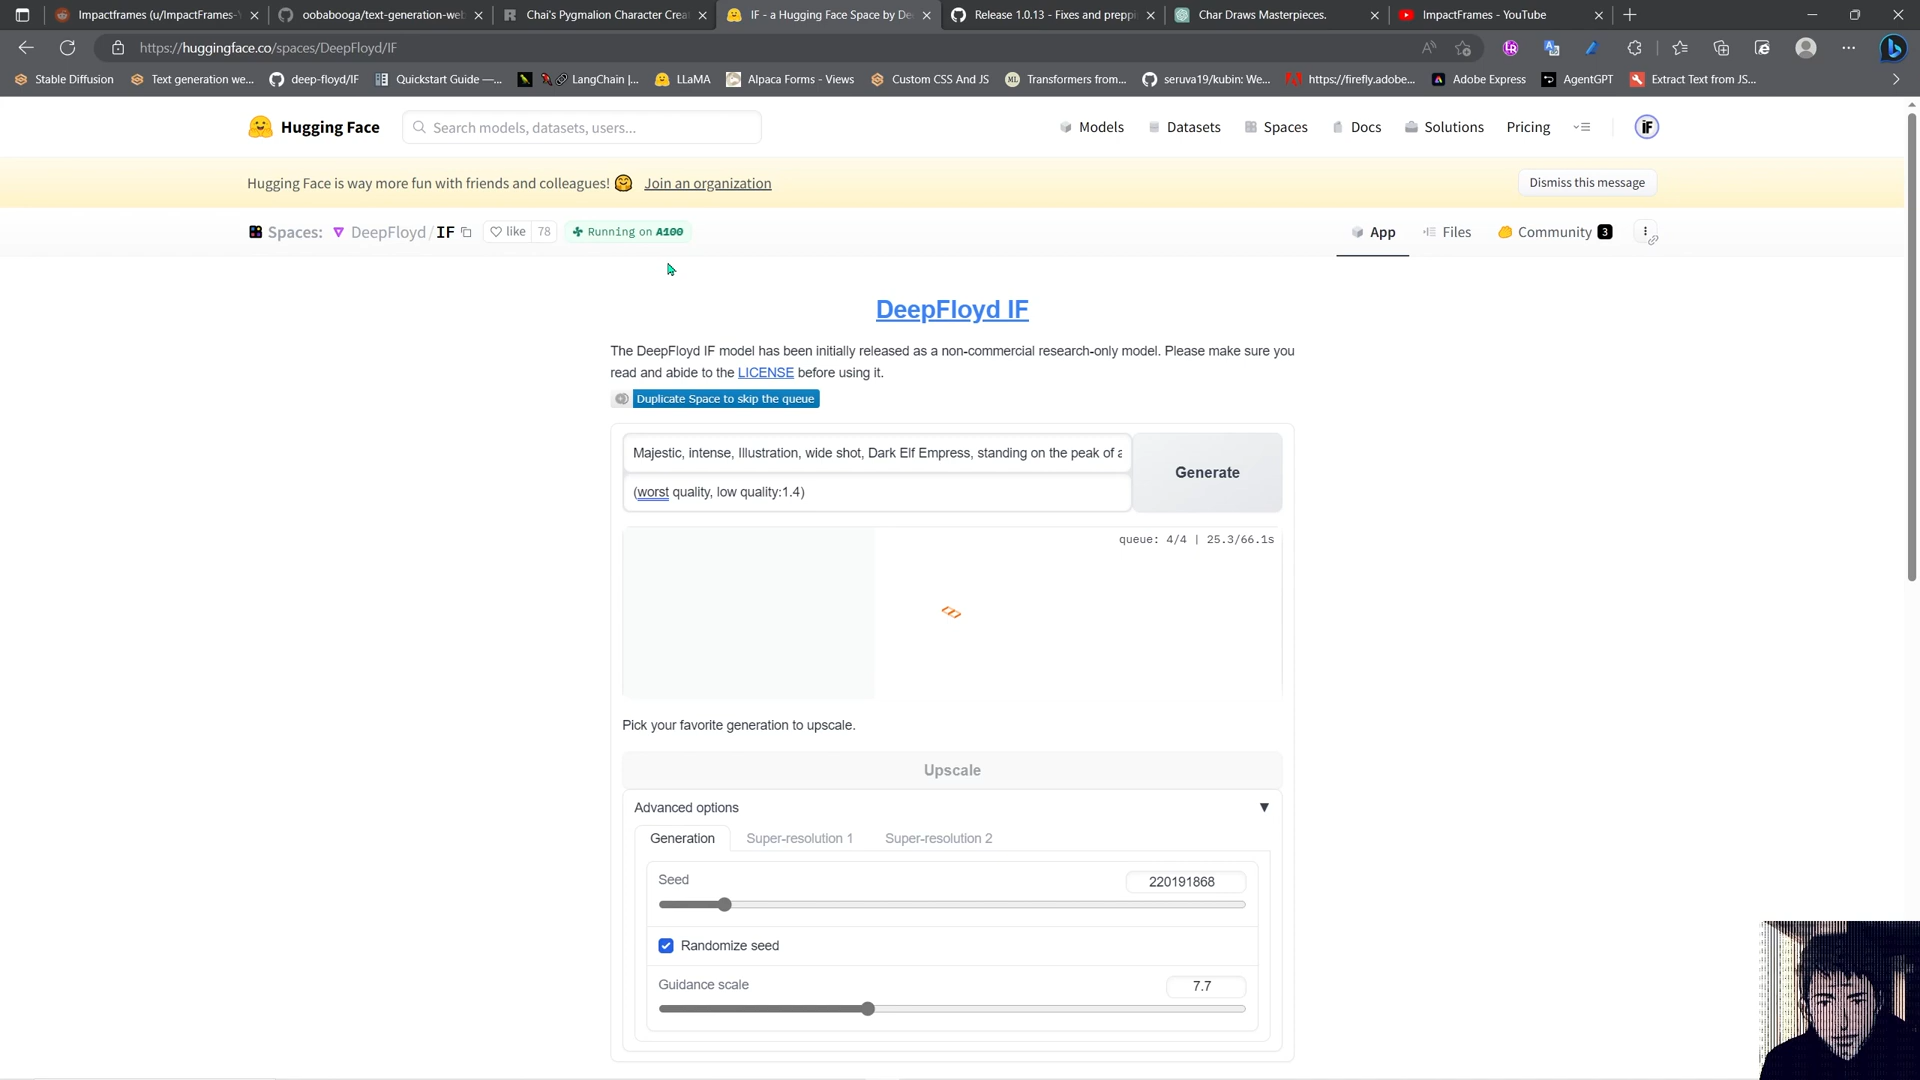 Impactframes (u/ImpactFrames-Y
oobabooga/text-generation-web
Chai's Pygmalion Character Creat
IF - a Hugging Face Space by De
Release 1.0.13 - Fixes and preppi
Char Draws Masterpieces.
ImpactFrames - YouTube
https://huggingface.co/spaces/DeepFloyd/IF
Stable Diffusion
Text generation we...
deep-floyd/IF
Quickstart Guide —...
LangChain |...
LLaMA
Alpaca Forms - Views
Custom CSS And JS
Transformers from...
seruva19/kubin: We...
https://firefly.adobe...
Adobe Express
AgentGPT
Extract Text from JS...
Hugging Face
Search models, datasets, users...
Models
Datasets
Spaces
Docs
Solutions
Pricing
iF
Hugging Face is way more fun with friends and colleagues! 🤗 Join an organization
Dismiss this message
Spaces: DeepFloyd/IF
like 78
Running on A100
App
Files
Community 3
DeepFloyd IF
The DeepFloyd IF model has been initially released as a non-commercial research-only model. Please make sure you
read and abide to the LICENSE before using it.
Duplicate Space to skip the queue
Majestic, intense, Illustration, wide shot, Dark Elf Empress, standing on the peak of a
Generate
(worst quality, low quality:1.4)
queue: 4/4 | 25.3/66.1s
Pick your favorite generation to upscale.
Upscale
Advanced options
Generation
Super-resolution 1
Super-resolution 2
Seed
220191868
Randomize seed
Guidance scale
7.7